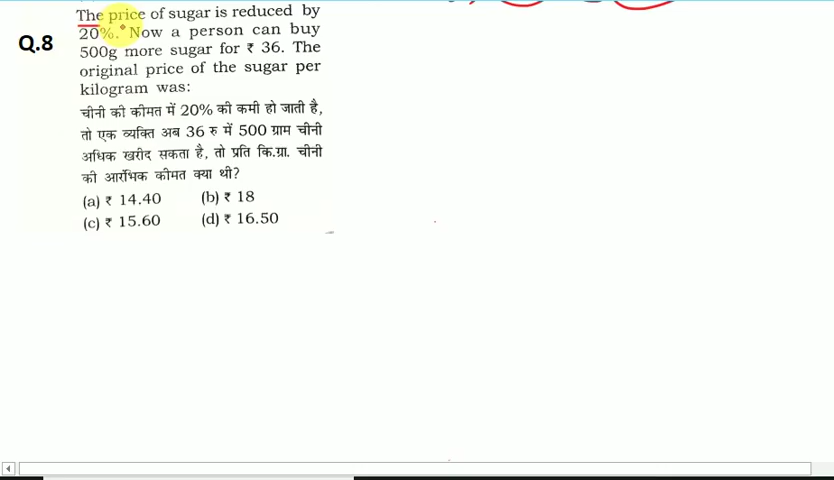 The price of sugar is reduced by
Q.8
20%. Now a person can buy
500g more sugar for ₹ 36. The
original price of the sugar per
kilogram was:
चीनी की कीमत में 20% की कमी हो जाती है,
तो एक व्यक्ति अब 36 रु में 500 ग्राम चीनी
अधिक खरीद सकता है, तो प्रति कि.ग्रा. चीनी
की आरंभिक कीमत क्या थी?
(a) ₹ 14.40 (b) ₹ 18
(c) ₹ 15.60 (d) ₹ 16.50